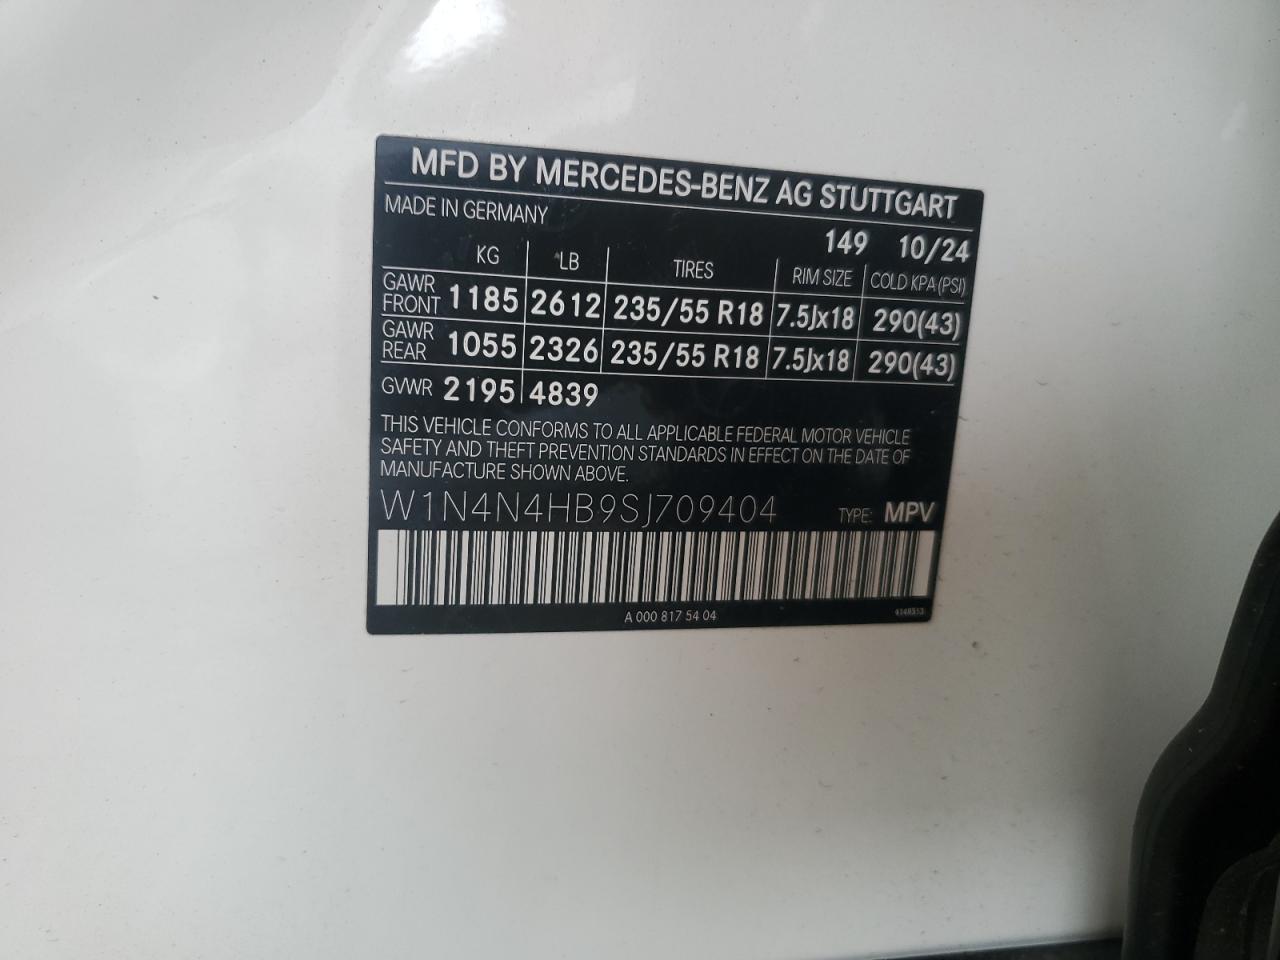 MFD BY MERCEDES-BENZ AG STUTTGART
MADE IN GERMANY
149 10/24
KG LB TIRES RIM SIZE COLD KPA (PSI)
GAWR FRONT 1185 2612 235/55 R18 7.5Jx18 290(43)
GAWR REAR 1055 2326 235/55 R18 7.5Jx18 290(43)
GVWR 2195 4839
THIS VEHICLE CONFORMS TO ALL APPLICABLE FEDERAL MOTOR VEHICLE
SAFETY AND THEFT PREVENTION STANDARDS IN EFFECT ON THE DATE OF
MANUFACTURE SHOWN ABOVE.
W1N4N4HB9SJ709404 TYPE: MPV
A 000 817 54 04